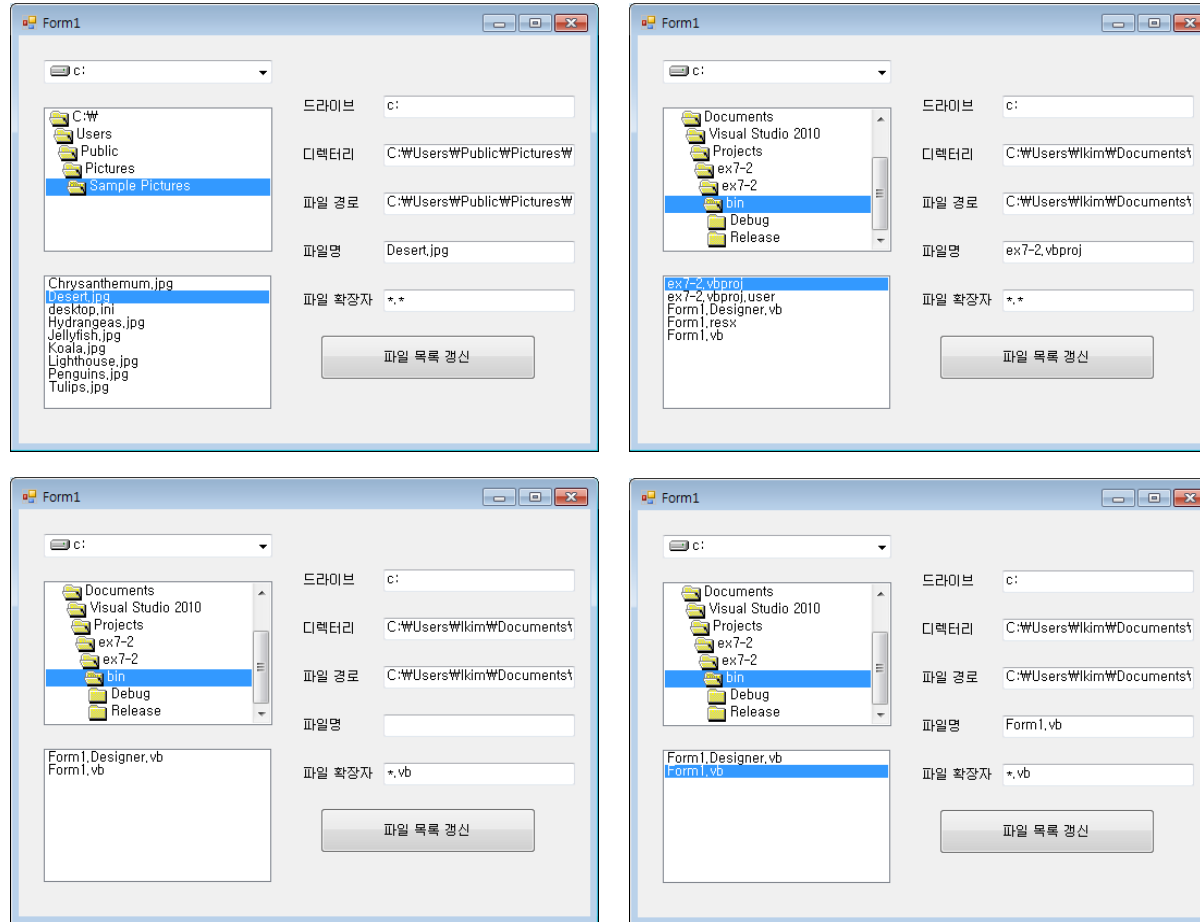 Form1
c:
C:₩
Users
Public
Pictures
Sample Pictures
Chrysanthemum.jpg
Desert.jpg
desktop.ini
Hydrangeas.jpg
Jellyfish.jpg
Koala.jpg
Lighthouse.jpg
Penguins.jpg
Tulips.jpg
드라이브 c:
디렉터리 C:₩Users₩Public₩Pictures₩
파일 경로 C:₩Users₩Public₩Pictures₩
파일명 Desert.jpg
파일 확장자 *.*
파일 목록 갱신
Form1
c:
Documents
Visual Studio 2010
Projects
ex7-2
ex7-2
bin
Debug
Release
ex7-2.vbproj
ex7-2.vbproj.user
Form1.Designer.vb
Form1.resx
Form1.vb
드라이브 c:
디렉터리 C:₩Users₩lkim₩Documents
파일 경로 C:₩Users₩lkim₩Documents
파일명 ex7-2.vbproj
파일 확장자 *.*
파일 목록 갱신
Form1
c:
Documents
Visual Studio 2010
Projects
ex7-2
ex7-2
bin
Debug
Release
Form1.Designer.vb
Form1.vb
드라이브 c:
디렉터리 C:₩Users₩lkim₩Documents
파일 경로 C:₩Users₩lkim₩Documents
파일명
파일 확장자 *.vb
파일 목록 갱신
Form1
c:
Documents
Visual Studio 2010
Projects
ex7-2
ex7-2
bin
Debug
Release
Form1.Designer.vb
Form1.vb
드라이브 c:
디렉터리 C:₩Users₩lkim₩Documents
파일 경로 C:₩Users₩lkim₩Documents
파일명 Form1.vb
파일 확장자 *.vb
파일 목록 갱신